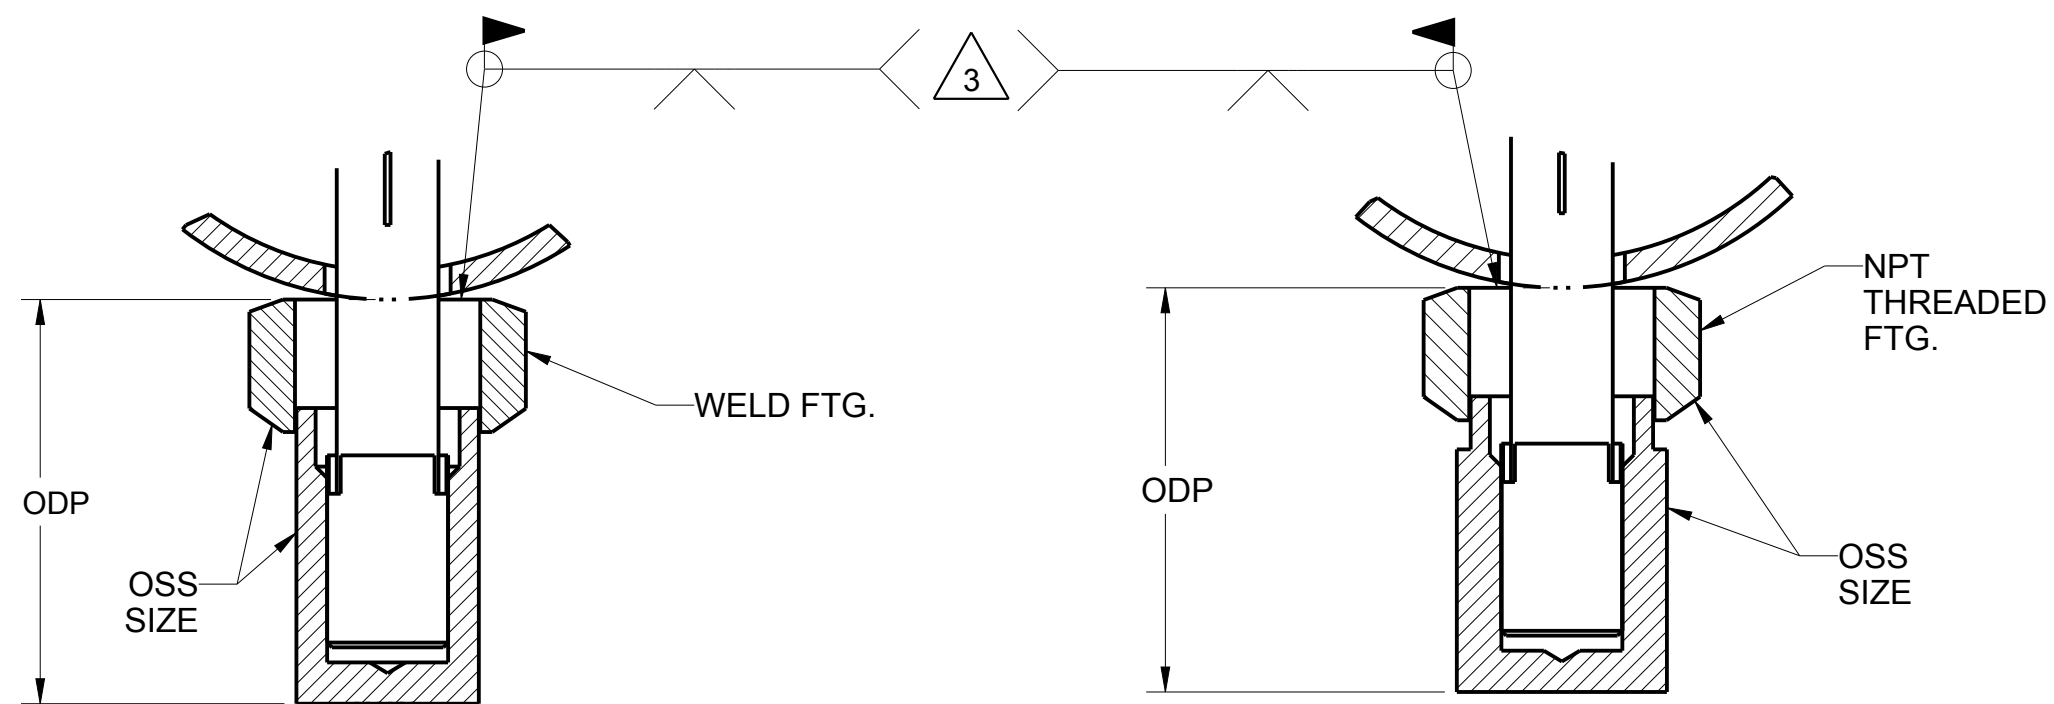 3
WELD FTG.
ODP
OSS
SIZE
NPT
THREADED
FTG.
ODP
OSS
SIZE